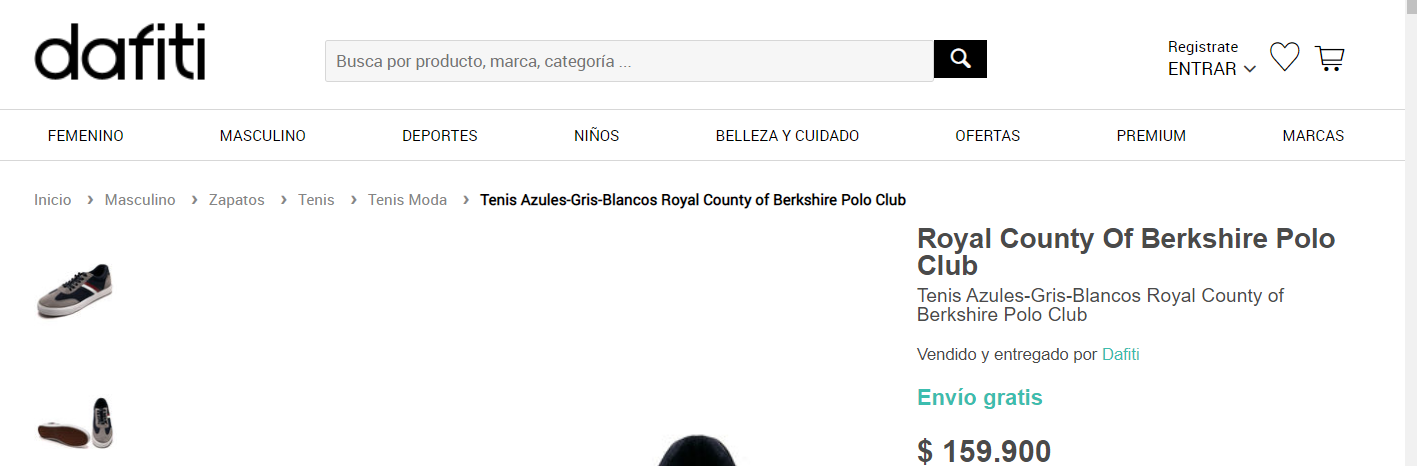 dafiti
Busca por producto, marca, categoría ...
Registrate
ENTRAR
FEMENINO MASCULINO DEPORTES NIÑOS BELLEZA Y CUIDADO OFERTAS PREMIUM MARCAS
Inicio › Masculino › Zapatos › Tenis › Tenis Moda › Tenis Azules-Gris-Blancos Royal County of Berkshire Polo Club
Royal County Of Berkshire Polo
Club
Tenis Azules-Gris-Blancos Royal County of
Berkshire Polo Club
Vendido y entregado por Dafiti
Envío gratis
$ 159.900